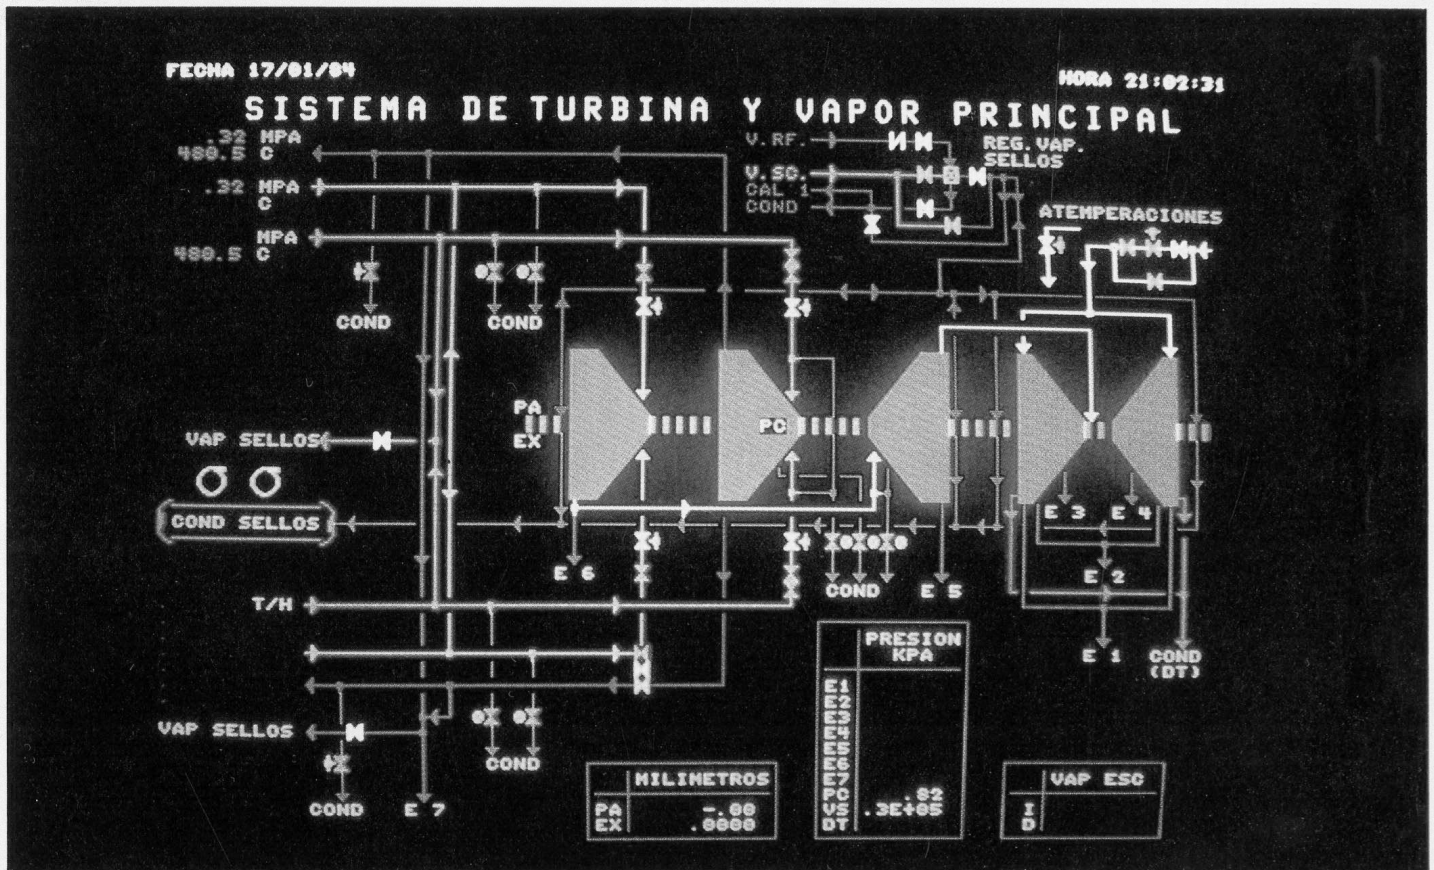 FECHA 17/01/84
HORA 21:02:31
SISTEMA DE TURBINA Y VAPOR PRINCIPAL
.32 MPA
480.5 C
.32 MPA
C
MPA
480.5 C
V.RF.
V.SC.
CAL 1
COND
REG.VAP.
SELLOS
ATEMPERACIONES
COND
COND
PA
EX
PC
VAP SELLOS
COND SELLOS
E 3
E 4
E 6
COND
E 5
E 2
T/H
E 1
COND
(DT)
VAP SELLOS
COND
COND
E 7
PRESION
KPA
E1
E2
E3
E4
E5
E6
E7
PC .82
VS .3E+05
DT
MILIMETROS
PA -.00
EX .0000
VAP ESC
I
D